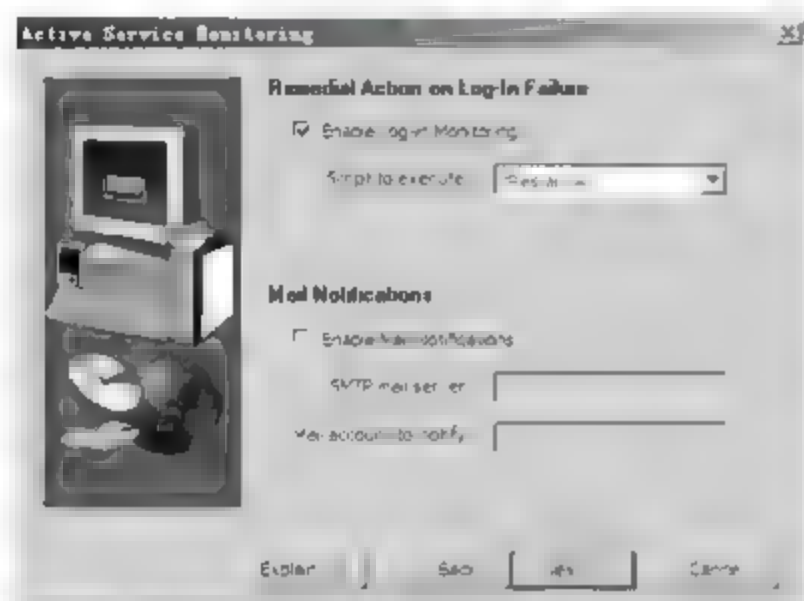 Active Service Monitoring
Remedial Action on Log-In Failure
Enable Log-in Monitoring
Script to execute
Mail Notifications
Enable Mail Notifications
SMTP mail server
Mail account to notify
Explain
Back
Cancel